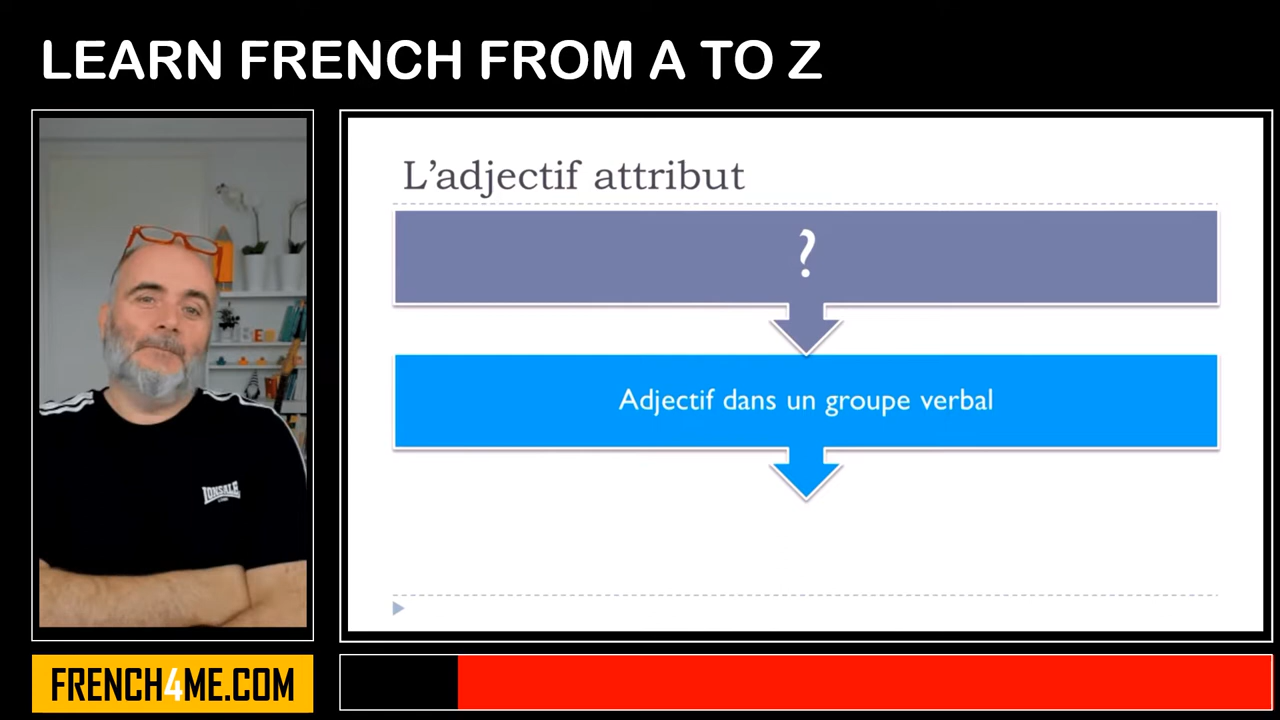 LEARN FRENCH FROM A TO Z
L’adjectif attribut
?
Adjectif dans un groupe verbal
LONSDALE
FRENCH4ME.COM